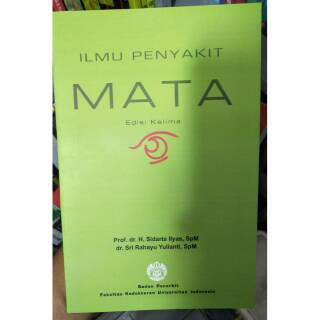 ILMU PENYAKIT
MATA
Edisi Kelima
Prof. dr. H. Sidarta Ilyas, SpM
dr. Sri Rahayu Yulianti, SpM
Badan Penerbit
Fakultas Kedokteran Universitas Indonesia